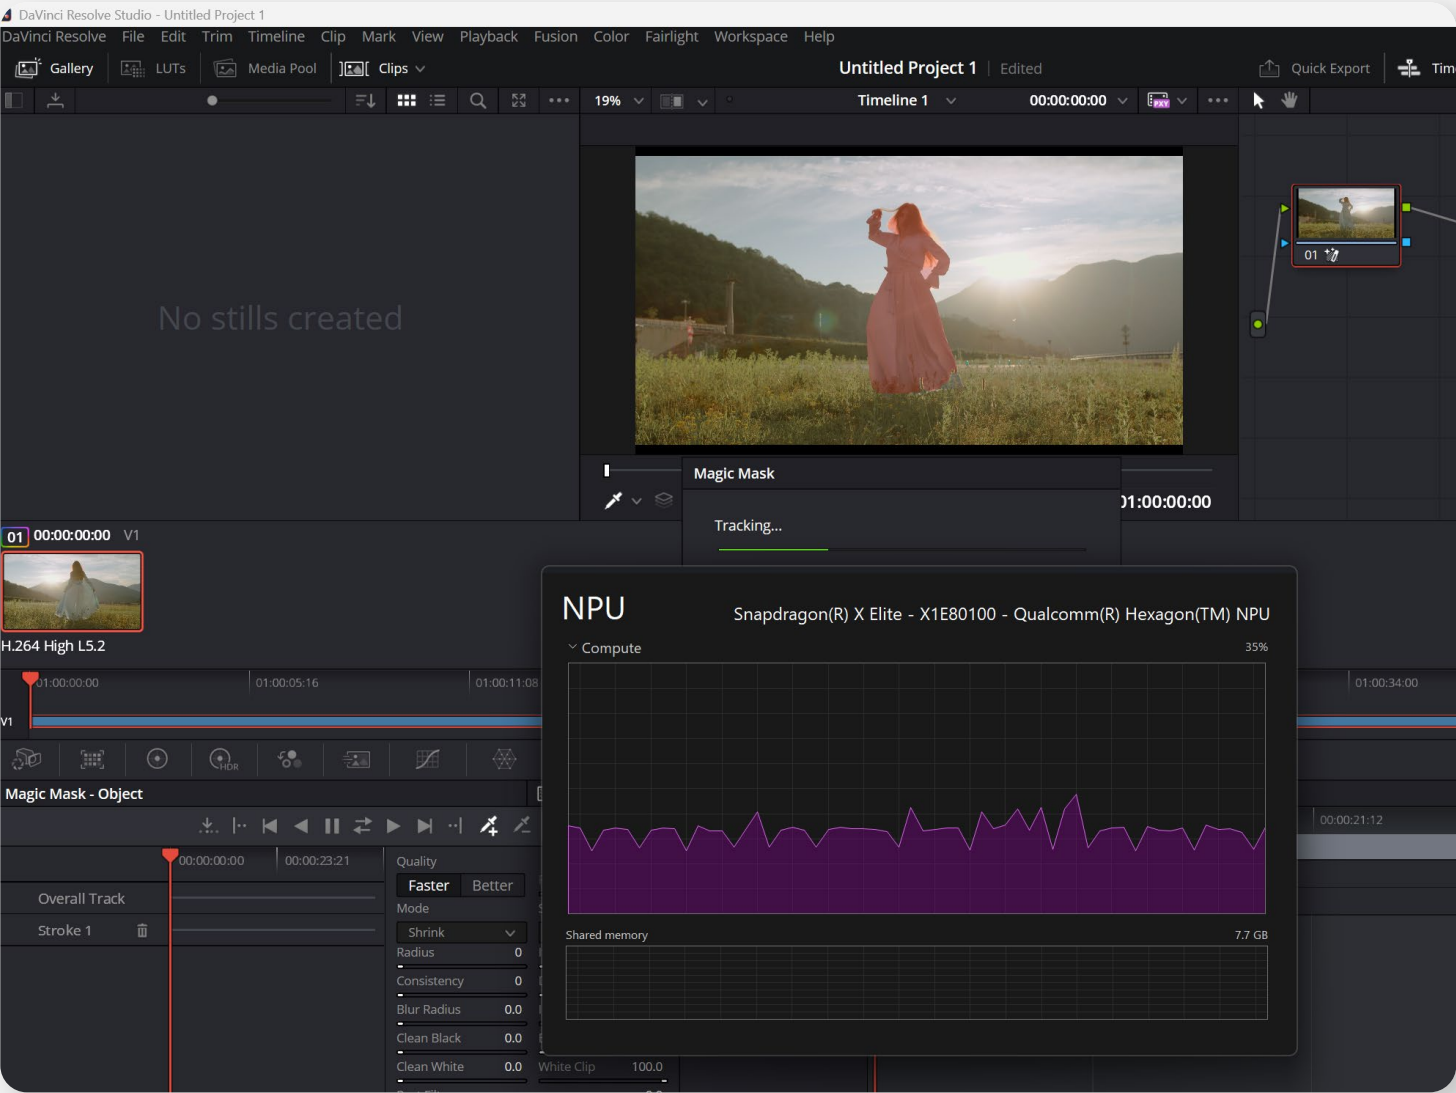 DaVinci Resolve Studio - Untitled Project 1
DaVinci Resolve File Edit Trim Timeline Clip Mark View Playback Fusion Color Fairlight Workspace Help
Gallery LUTs Media Pool Clips Untitled Project 1 Edited Quick Export
19% Timeline 1 00:00:00:00 PXY
01
No stills created
Magic Mask
01:00:00:00
Tracking...
01 00:00:00:00 V1
H.264 High L5.2
NPU
Snapdragon(R) X Elite - X1E80100 - Qualcomm(R) Hexagon(TM) NPU
Compute 35%
01:00:00:00 01:00:05:16 01:00:11:08 01:00:34:00
V1
HDR
Magic Mask - Object
00:00:21:12
00:00:00:00 00:00:23:21
Quality
Faster Better
Overall Track
Mode
Stroke 1
Shrink
Shared memory 7.7 GB
Radius 0
Consistency 0
Blur Radius 0.0
Clean Black 0.0
Clean White 0.0 White Clip 100.0